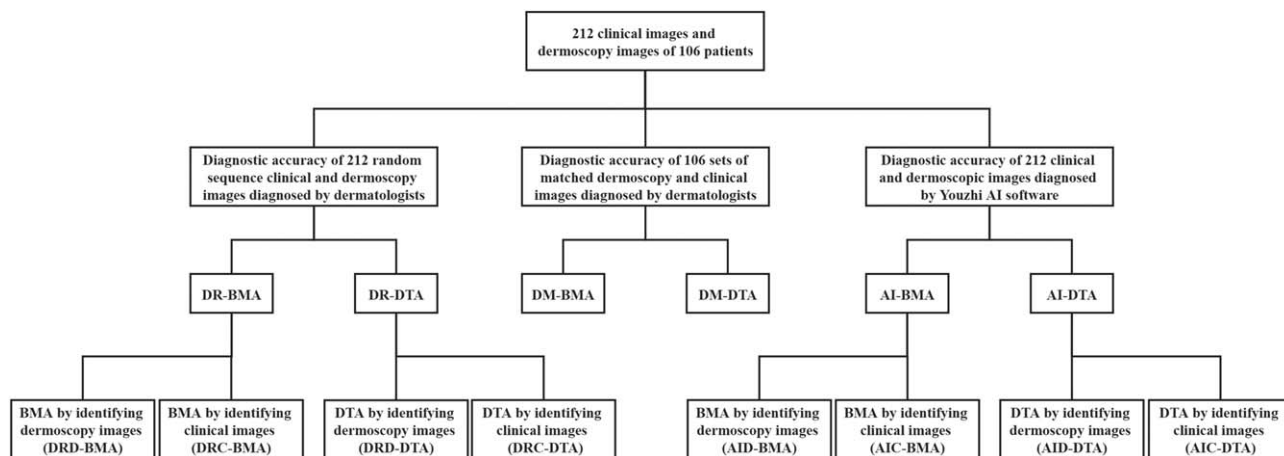 212 clinical images and
dermoscopy images of 106 patients
Diagnostic accuracy of 212 random
sequence clinical and dermoscopy
images diagnosed by dermatologists
Diagnostic accuracy of 106 sets of
matched dermoscopy and clinical
images diagnosed by dermatologists
Diagnostic accuracy of 212 clinical
and dermoscopic images diagnosed
by Youzhi AI software
DR-BMA
DR-DTA
DM-BMA
DM-DTA
AI-BMA
AI-DTA
BMA by identifying
dermoscopy images
(DRD-BMA)
BMA by identifying
clinical images
(DRC-BMA)
DTA by identifying
dermoscopy images
(DRD-DTA)
DTA by identifying
clinical images
(DRC-DTA)
BMA by identifying
dermoscopy images
(AID-BMA)
BMA by identifying
clinical images
(AIC-BMA)
DTA by identifying
dermoscopy images
(AID-DTA)
DTA by identifying
clinical images
(AIC-DTA)